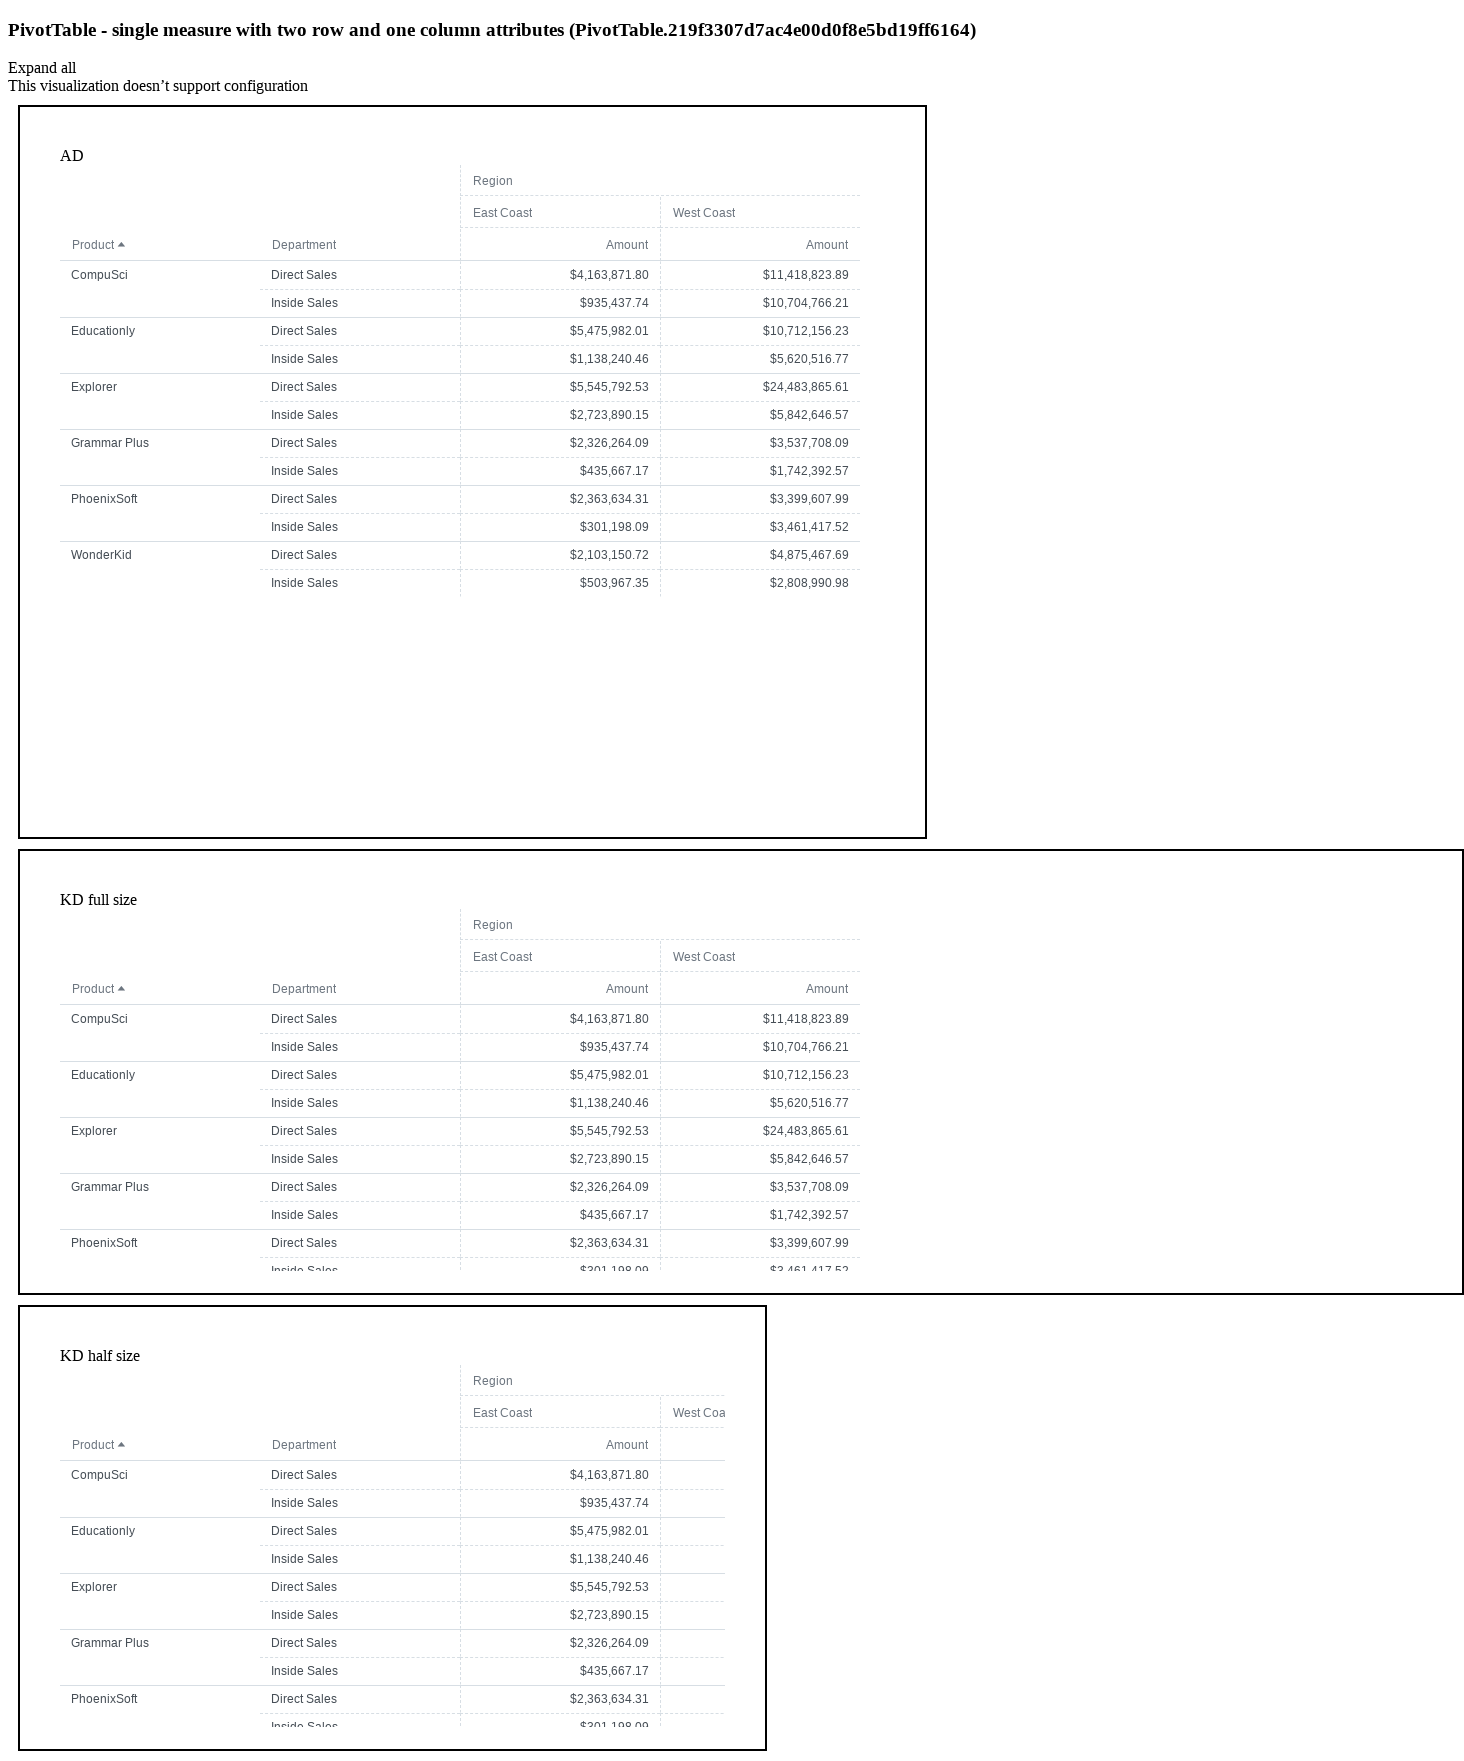 PivotTable - single measure with two row and one column attributes (PivotTable.219f3307d7ac4e00d0f8e5bd19ff6164)
Expand all
This visualization doesn’t support configuration
AD
Region
East Coast West Coast
Product Department Amount Amount
CompuSci Direct Sales $4,163,871.80 $11,418,823.89
Inside Sales $935,437.74 $10,704,766.21
Educationly Direct Sales $5,475,982.01 $10,712,156.23
Inside Sales $1,138,240.46 $5,620,516.77
Explorer Direct Sales $5,545,792.53 $24,483,865.61
Inside Sales $2,723,890.15 $5,842,646.57
Grammar Plus Direct Sales $2,326,264.09 $3,537,708.09
Inside Sales $435,667.17 $1,742,392.57
PhoenixSoft Direct Sales $2,363,634.31 $3,399,607.99
Inside Sales $301,198.09 $3,461,417.52
WonderKid Direct Sales $2,103,150.72 $4,875,467.69
Inside Sales $503,967.35 $2,808,990.98
KD full size
Region
East Coast West Coast
Product Department Amount Amount
CompuSci Direct Sales $4,163,871.80 $11,418,823.89
Inside Sales $935,437.74 $10,704,766.21
Educationly Direct Sales $5,475,982.01 $10,712,156.23
Inside Sales $1,138,240.46 $5,620,516.77
Explorer Direct Sales $5,545,792.53 $24,483,865.61
Inside Sales $2,723,890.15 $5,842,646.57
Grammar Plus Direct Sales $2,326,264.09 $3,537,708.09
Inside Sales $435,667.17 $1,742,392.57
PhoenixSoft Direct Sales $2,363,634.31 $3,399,607.99
Inside Sales $301,198.09 $3,461,417.52
KD half size
Region
East Coast West Coa
Product Department Amount
CompuSci Direct Sales $4,163,871.80
Inside Sales $935,437.74
Educationly Direct Sales $5,475,982.01
Inside Sales $1,138,240.46
Explorer Direct Sales $5,545,792.53
Inside Sales $2,723,890.15
Grammar Plus Direct Sales $2,326,264.09
Inside Sales $435,667.17
PhoenixSoft Direct Sales $2,363,634.31
Inside Sales $301,198.09